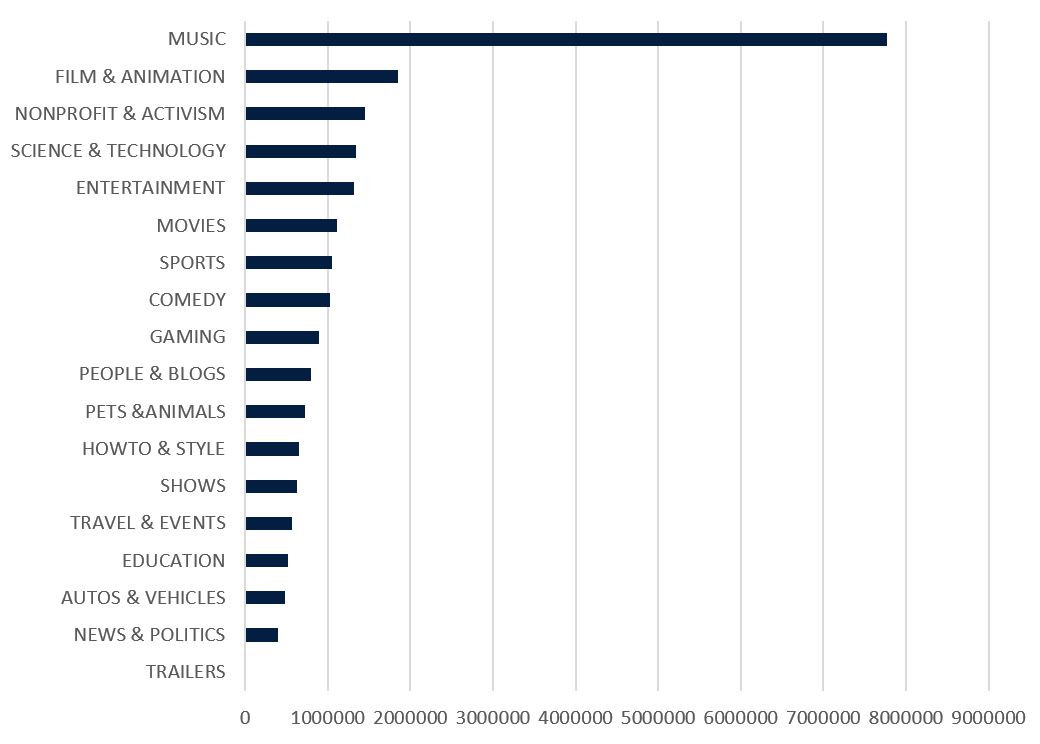 MUSIC
FILM & ANIMATION
NONPROFIT & ACTIVISM
SCIENCE & TECHNOLOGY
ENTERTAINMENT
MOVIES
SPORTS
COMEDY
GAMING
PEOPLE & BLOGS
PETS &ANIMALS
HOWTO & STYLE
SHOWS
TRAVEL & EVENTS
EDUCATION
AUTOS & VEHICLES
NEWS & POLITICS
TRAILERS
0 1000000 2000000 3000000 4000000 5000000 6000000 7000000 8000000 9000000